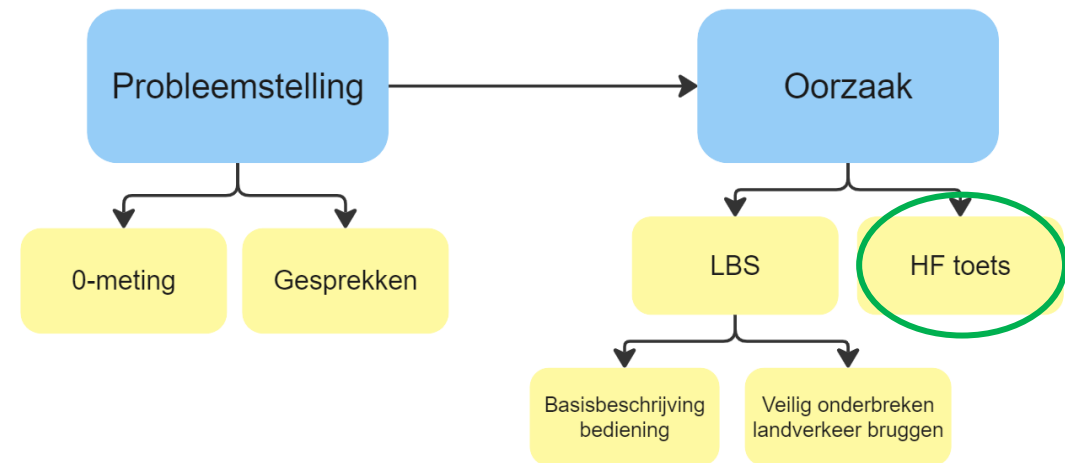 Probleemstelling
Oorzaak
0-meting
Gesprekken
LBS
HF toets
Basisbeschrijving
bediening
Veilig onderbreken
landverkeer bruggen